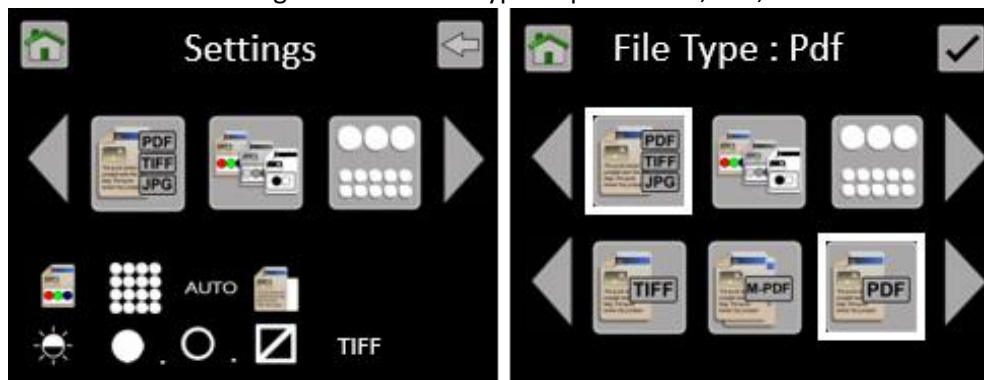 Settings
PDF
TIFF
JPG
AUTO
TIFF
File Type : Pdf
PDF
TIFF
JPG
TIFF
M-PDF
PDF